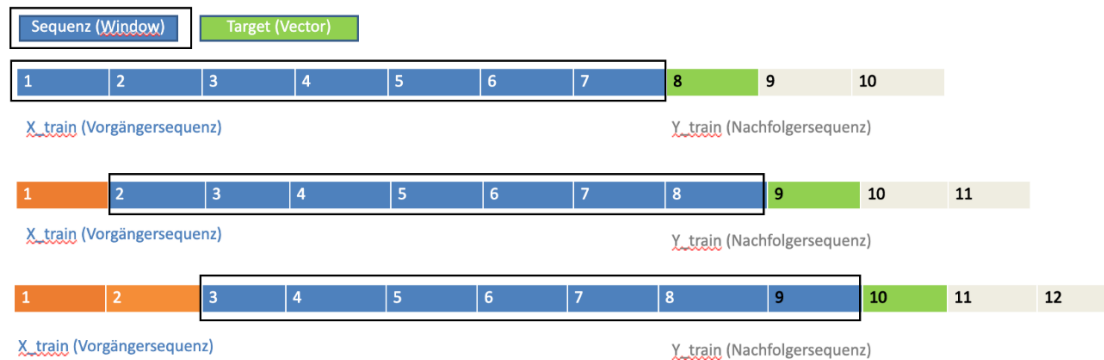 Sequenz (Window) Target (Vector)
1 2 3 4 5 6 7 8 9 10
X_train (Vorgängersequenz) Y_train (Nachfolgersequenz)
1 2 3 4 5 6 7 8 9 10 11
X_train (Vorgängersequenz) Y_train (Nachfolgersequenz)
1 2 3 4 5 6 7 8 9 10 11 12
X_train (Vorgängersequenz) Y_train (Nachfolgersequenz)